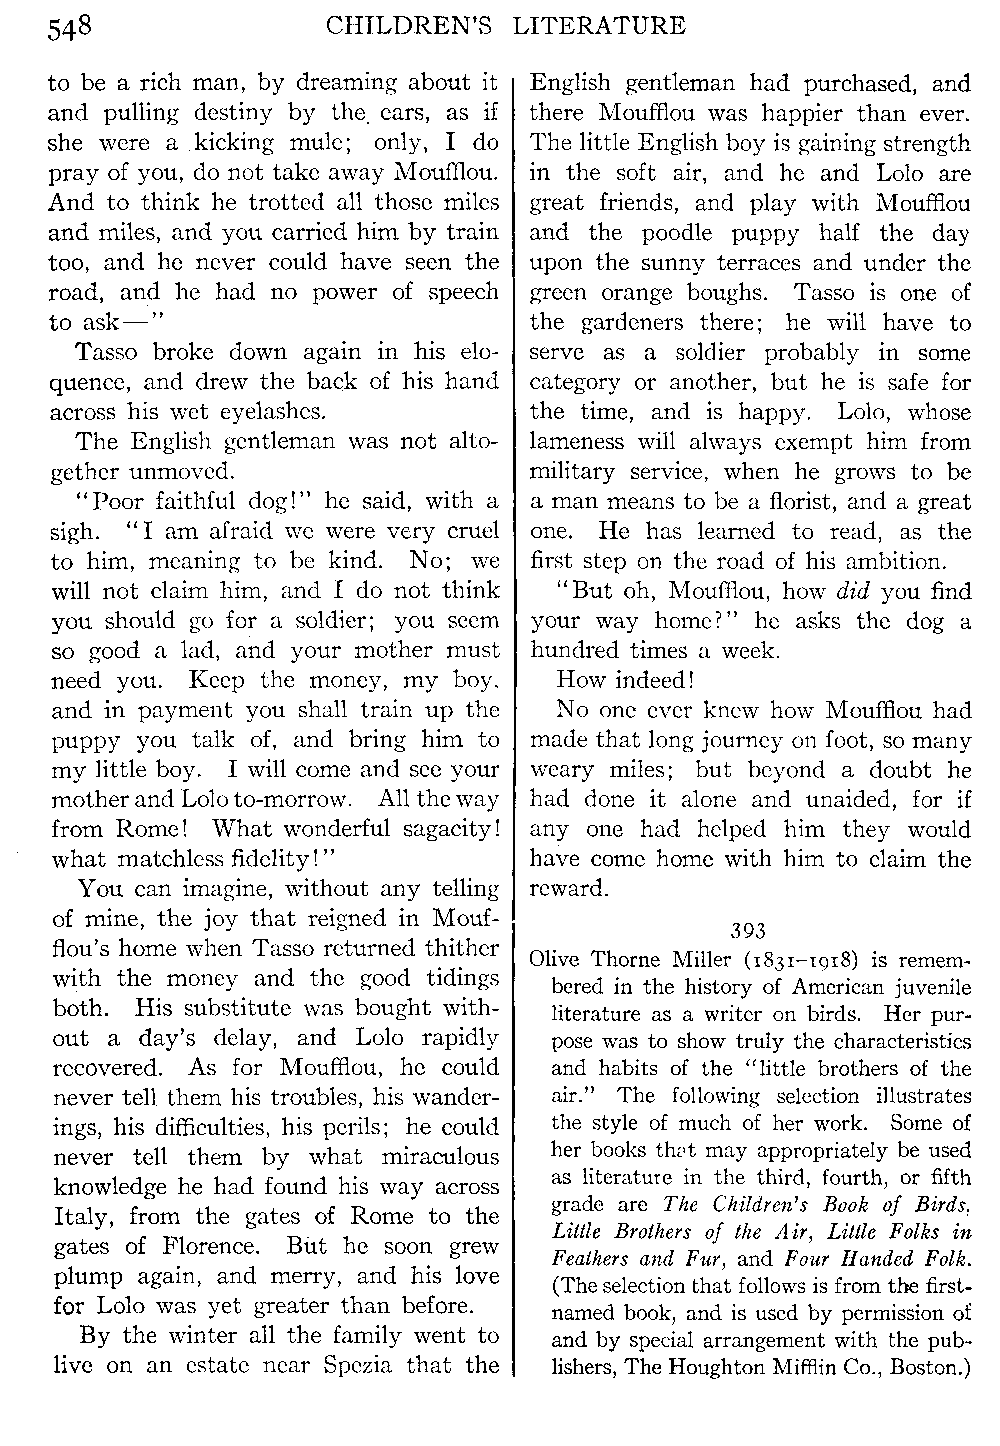 548 CHILDREN'S LITERATURE
to be a rich man, by dreaming about it
and pulling destiny by the ears, as if
she were a kicking mule; only, I do
pray of you, do not take away Moufflou.
And to think he trotted all those miles
and miles, and you carried him by train
too, and he never could have seen the
road, and he had no power of speech
to ask—"
Tasso broke down again in his elo-
quence, and drew the back of his hand
across his wet eyelashes.
The English gentleman was not alto-
gether unmoved.
"Poor faithful dog!" he said, with a
sigh. "I am afraid we were very cruel
to him, meaning to be kind. No; we
will not claim him, and I do not think
you should go for a soldier; you seem
so good a lad, and your mother must
need you. Keep the money, my boy,
and in payment you shall train up the
puppy you talk of, and bring him to
my little boy. I will come and see your
mother and Lolo to-morrow. All the way
from Rome! What wonderful sagacity!
what matchless fidelity!"
You can imagine, without any telling
of mine, the joy that reigned in Mouf-
flou's home when Tasso returned thither
with the money and the good tidings
both. His substitute was bought with-
out a day's delay, and Lolo rapidly
recovered. As for Moufflou, he could
never tell them his troubles, his wander-
ings, his difficulties, his perils; he could
never tell them by what miraculous
knowledge he had found his way across
Italy, from the gates of Rome to the
gates of Florence. But he soon grew
plump again, and merry, and his love
for Lolo was yet greater than before.
By the winter all the family went to
live on an estate near Spezia that the
English gentleman had purchased, and
there Moufflou was happier than ever.
The little English boy is gaining strength
in the soft air, and he and Lolo are
great friends, and play with Moufflou
and the poodle puppy half the day
upon the sunny terraces and under the
green orange boughs. Tasso is one of
the gardeners there; he will have to
serve as a soldier probably in some
category or another, but he is safe for
the time, and is happy. Lolo, whose
lameness will always exempt him from
military service, when he grows to be
a man means to be a florist, and a great
one. He has learned to read, as the
first step on the road of his ambition.
"But oh, Moufflou, how did you find
your way home?" he asks the dog a
hundred times a week.
How indeed!
No one ever knew how Moufflou had
made that long journey on foot, so many
weary miles; but beyond a doubt he
had done it alone and unaided, for if
any one had helped him they would
have come home with him to claim the
reward.
393
Olive Thorne Miller (1831–1918) is remem-
bered in the history of American juvenile
literature as a writer on birds. Her pur-
pose was to show truly the characteristics
and habits of the "little brothers of the
air." The following selection illustrates
the style of much of her work. Some of
her books that may appropriately be used
as literature in the third, fourth, or fifth
grade are The Children's Book of Birds,
Little Brothers of the Air, Little Folks in
Feathers and Fur, and Four Handed Folk.
(The selection that follows is from the first-
named book, and is used by permission of
and by special arrangement with the pub-
lishers, The Houghton Mifflin Co., Boston.)